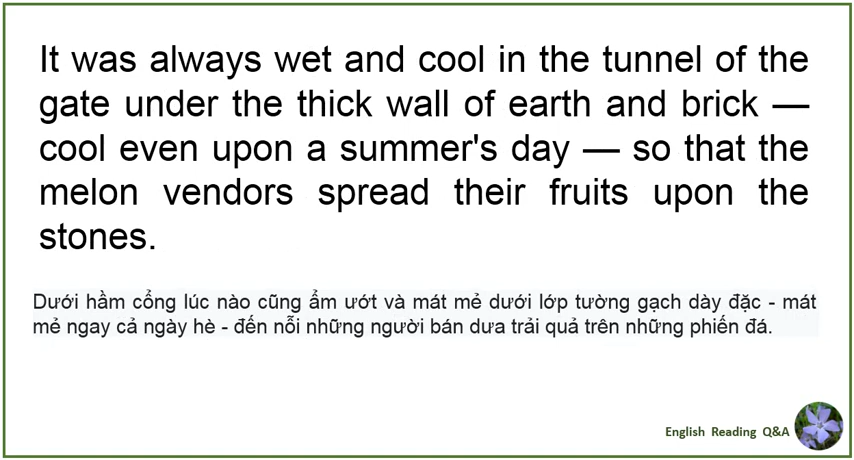 It was always wet and cool in the tunnel of the
gate under the thick wall of earth and brick —
cool even upon a summer's day — so that the
melon vendors spread their fruits upon the
stones.
Dưới hầm cổng lúc nào cũng ẩm ướt và mát mẻ dưới lớp tường gạch dày đặc - mát
mẻ ngay cả ngày hè - đến nỗi những người bán dưa trải quả trên những phiến đá.
English Reading Q&A